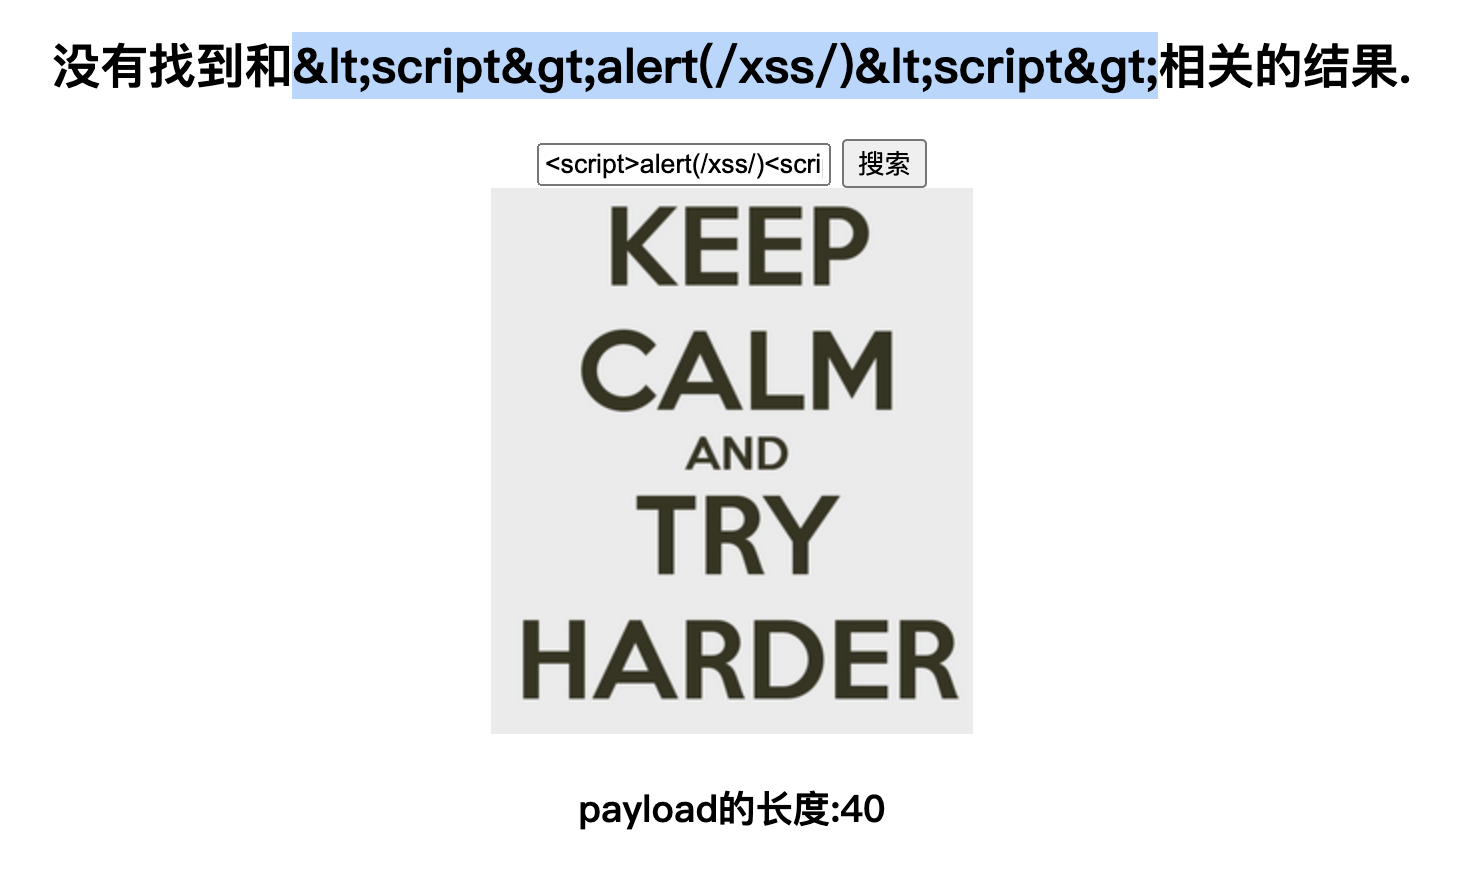 没有找到和&lt;script&gt;alert(/xss/)&lt;script&gt;相关的结果.
<script>alert(/xss/)<scri 搜索
KEEP
CALM
AND
TRY
HARDER
payload的长度:40